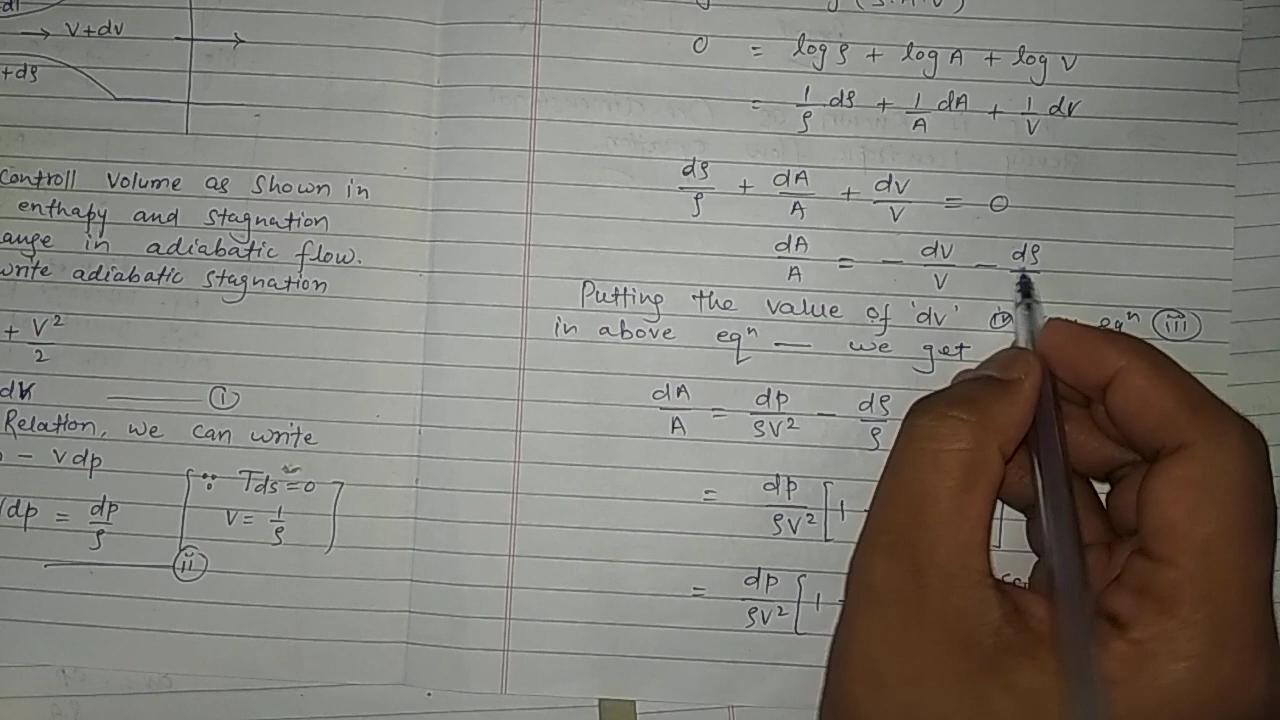 → V+dv
+dρ
Controll Volume as shown in
enthapy and stagnation
ange in adiabatic flow.
write adiabatic stagnation
+ V²/2
dv ——— (i)
Relation, we can write
- vdp
dp = dp/ρ [∵ Tds=0
V = 1/ρ]
——— (ii)
0 = log ρ + log A + log V
= 1/ρ dρ + 1/A dA + 1/V dv
dρ/ρ + dA/A + dv/V = 0
dA/A = - dv/V - dρ
Putting the value of 'dv' eqⁿ (iii)
in above eqⁿ — we get
dA/A = dp/ρV² - dρ/ρ
= dp/ρV² [1 -
= dp/ρV² [1 -